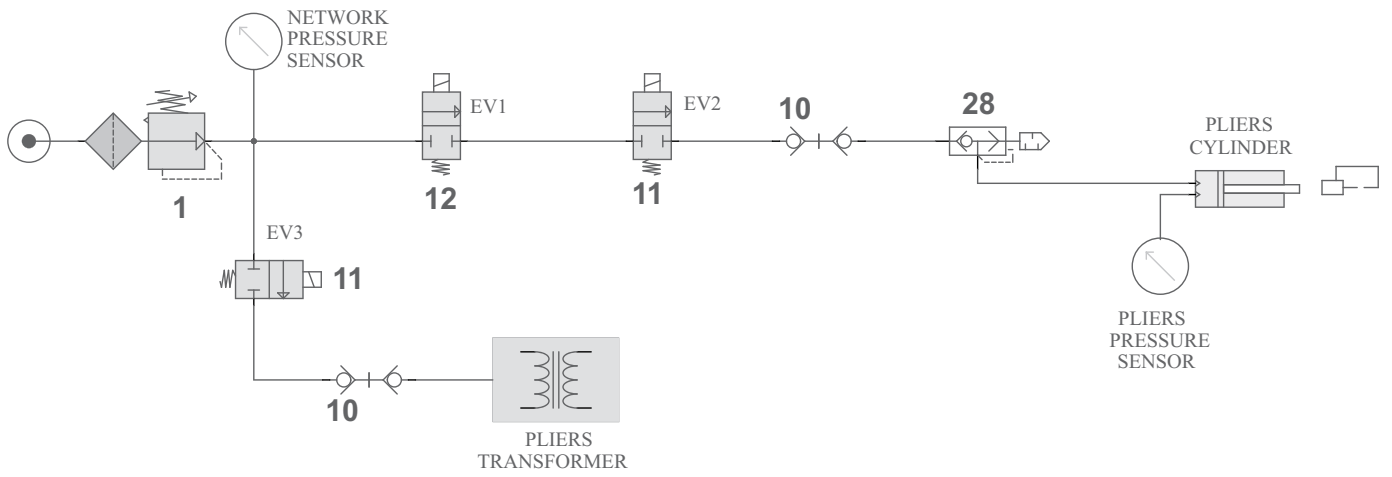 NETWORK
PRESSURE
SENSOR
EV1
EV2
10
28
PLIERS
CYLINDER
12
11
1
EV3
11
PLIERS
PRESSURE
SENSOR
10
PLIERS
TRANSFORMER